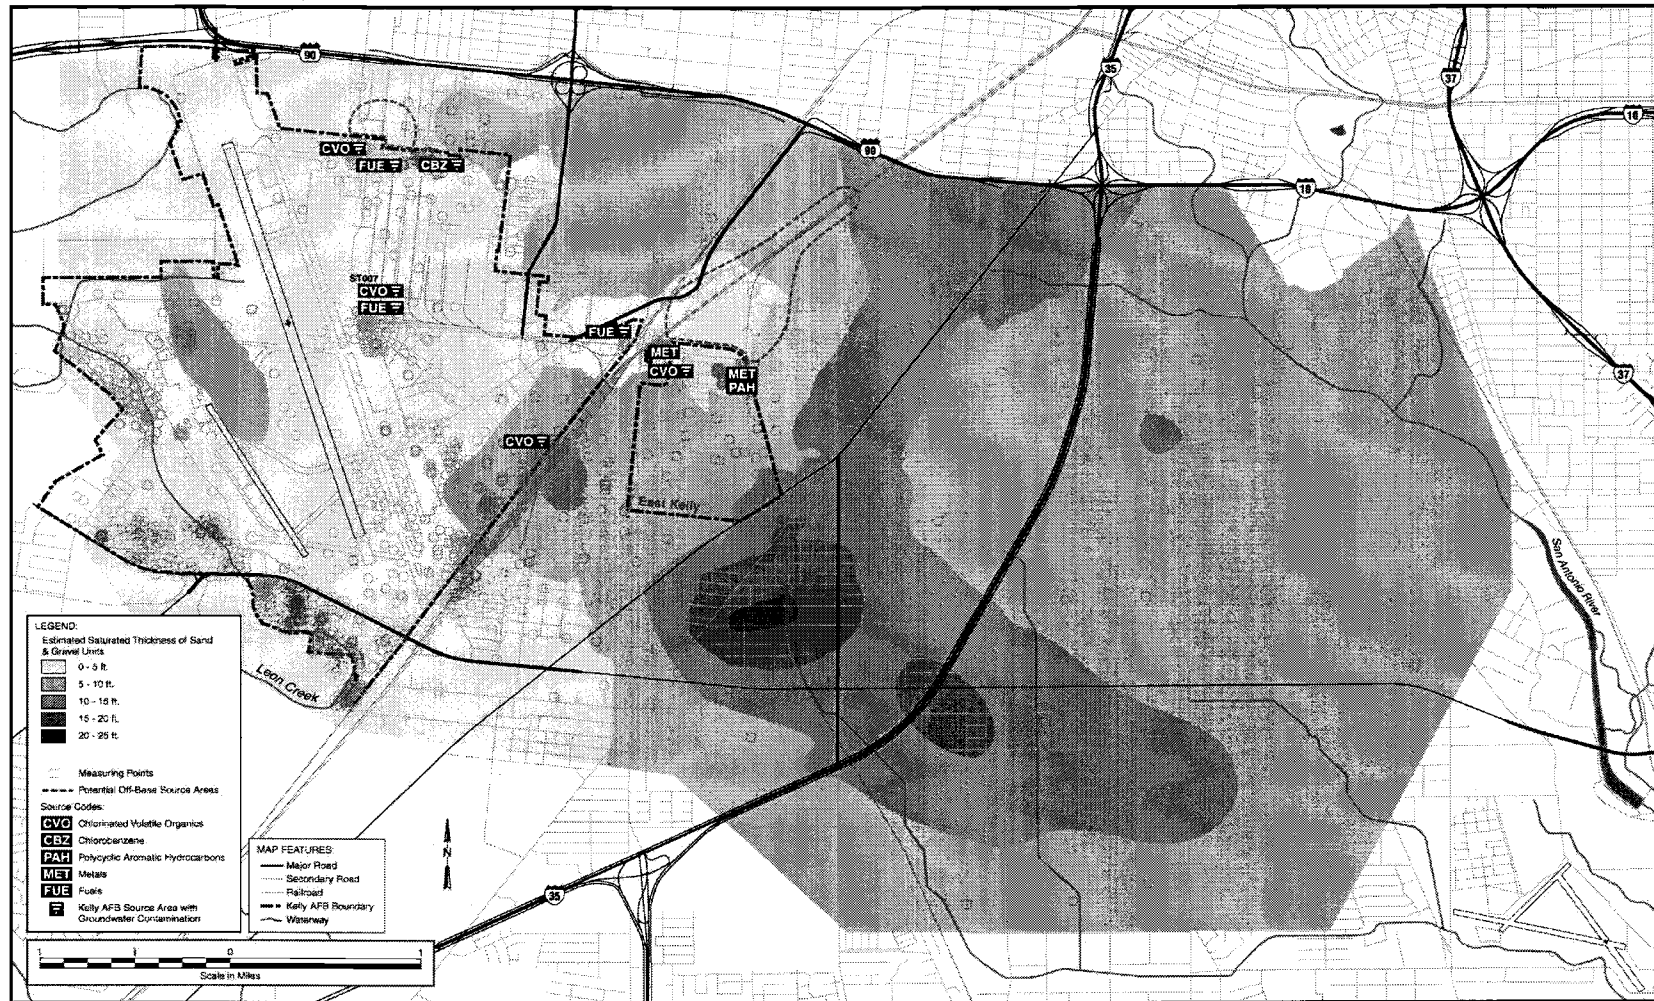 90
35
37
10
CVO
FUE
CBZ
90
10
ST007
CVO
FUE
FUE
MET
CVO
MET
PAH
37
CVO
East Kelly
San Antonio River
Leon Creek
35
LEGEND:
Estimated Saturated Thickness of Sand
& Gravel Units
0 - 5 ft.
5 - 10 ft.
10 - 15 ft.
15 - 20 ft.
20 - 25 ft.
Measuring Points
Potential Off-Base Source Areas
Source Codes:
CVO Chlorinated Volatile Organics
CBZ Chlorobenzene
PAH Polycyclic Aromatic Hydrocarbons
MET Metals
FUE Fuels
Kelly AFB Source Area with
Groundwater Contamination
MAP FEATURES:
Major Road
Secondary Road
Railroad
Kelly AFB Boundary
Waterway
N
1 .5 0 1
Scale in Miles